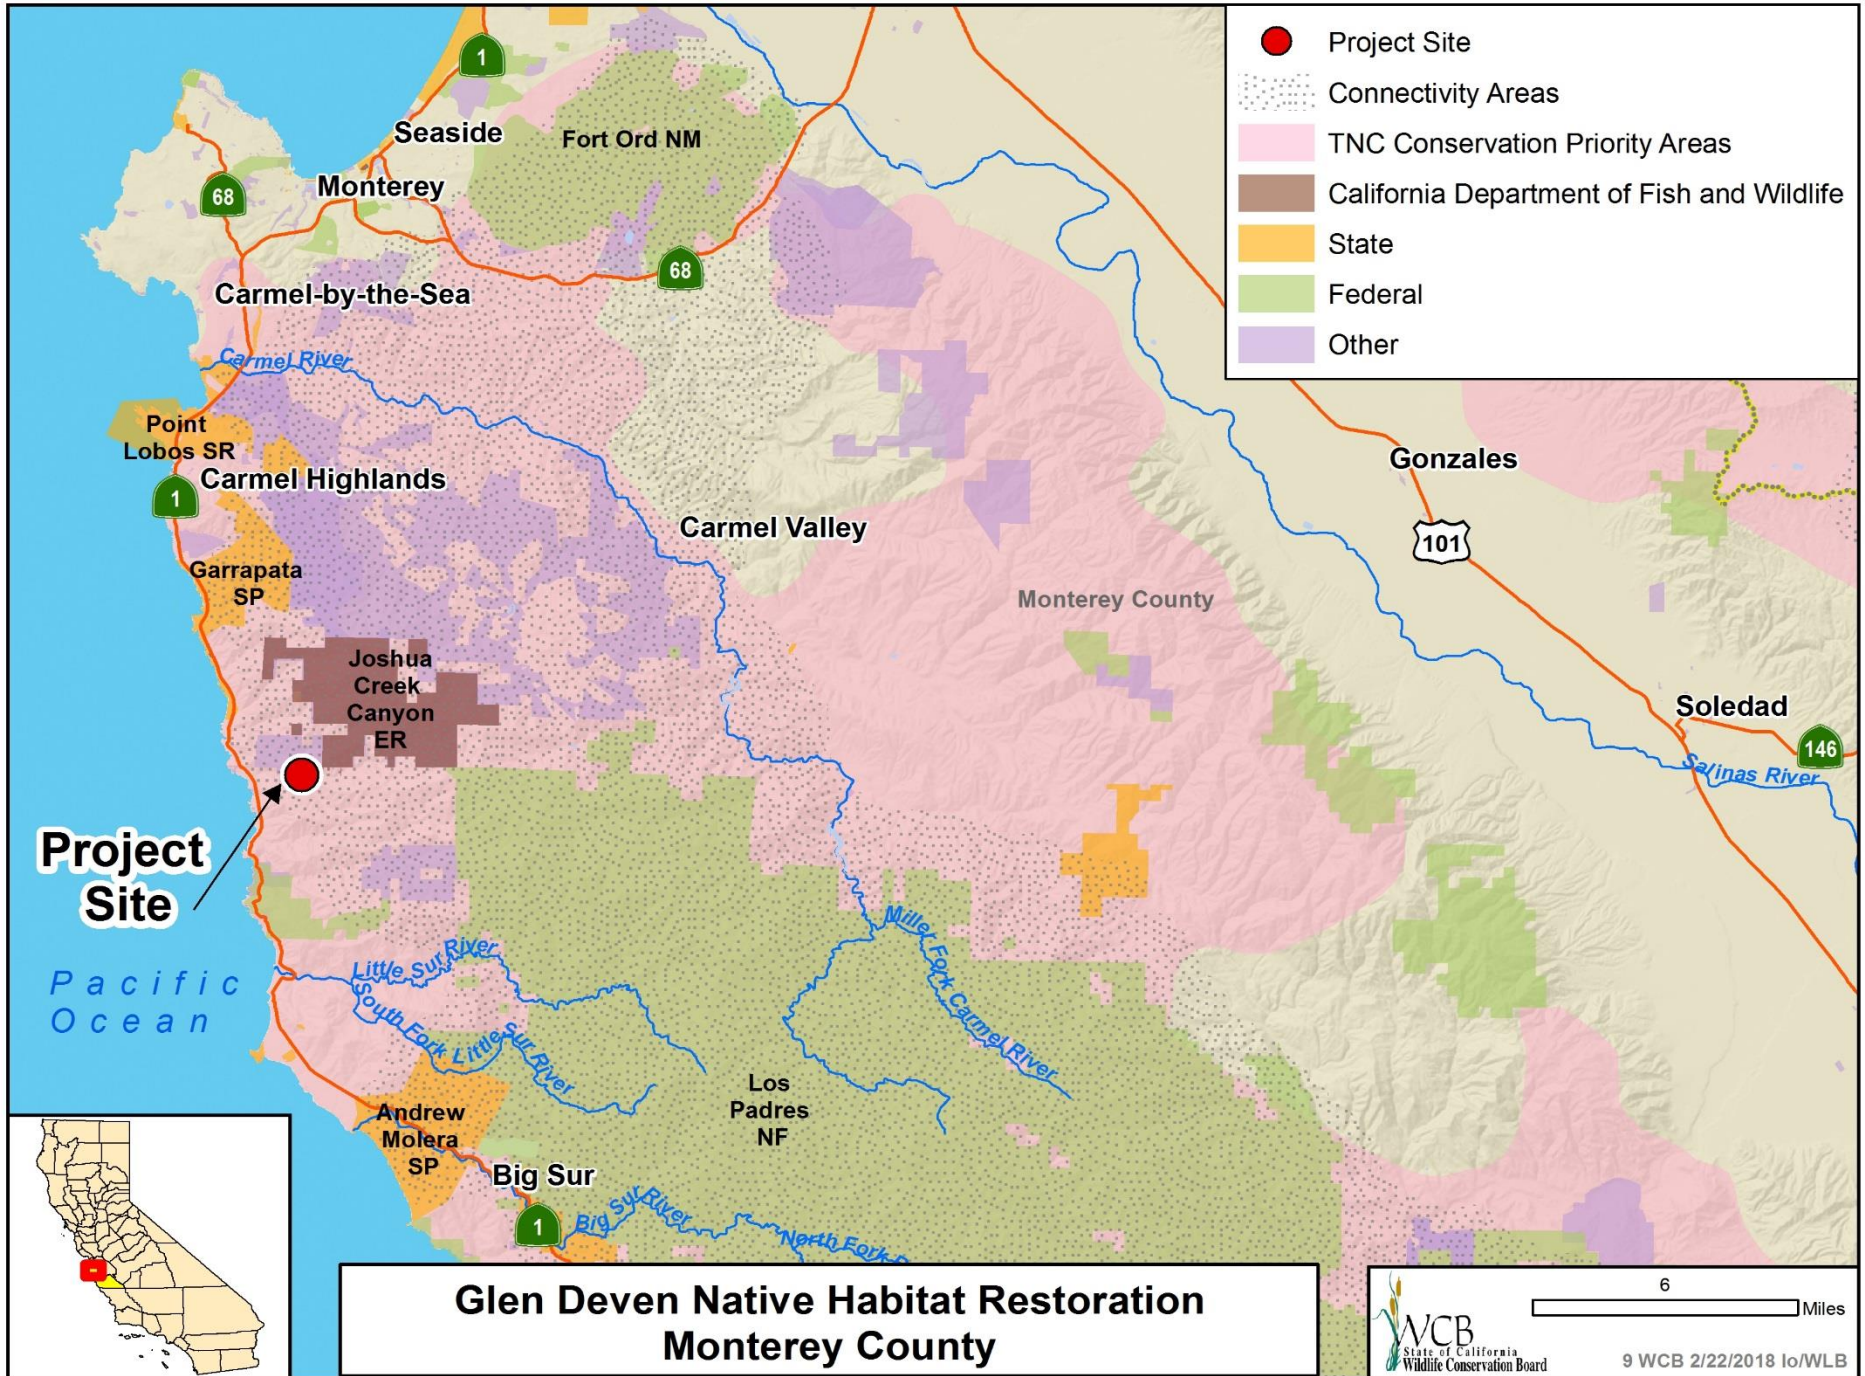 Project Site
Connectivity Areas
TNC Conservation Priority Areas
California Department of Fish and Wildlife
State
Federal
Other
1
Seaside
Fort Ord NM
68
Monterey
68
Carmel-by-the-Sea
Carmel River
Point
Lobos SR
Carmel Highlands
1
Gonzales
Carmel Valley
101
Garrapata
SP
Monterey County
Joshua
Creek
Canyon
ER
Soledad
146
Salinas River
Project
Site
Pacific
Ocean
Little Sur River
South Fork Little Sur River
Miller Fork Carmel River
Los
Padres
NF
Andrew
Molera
SP
Big Sur
1
Big Sur River
North Fork
Glen Deven Native Habitat Restoration
Monterey County
6
Miles
WCB
State of California
Wildlife Conservation Board
9 WCB 2/22/2018 lo/WLB